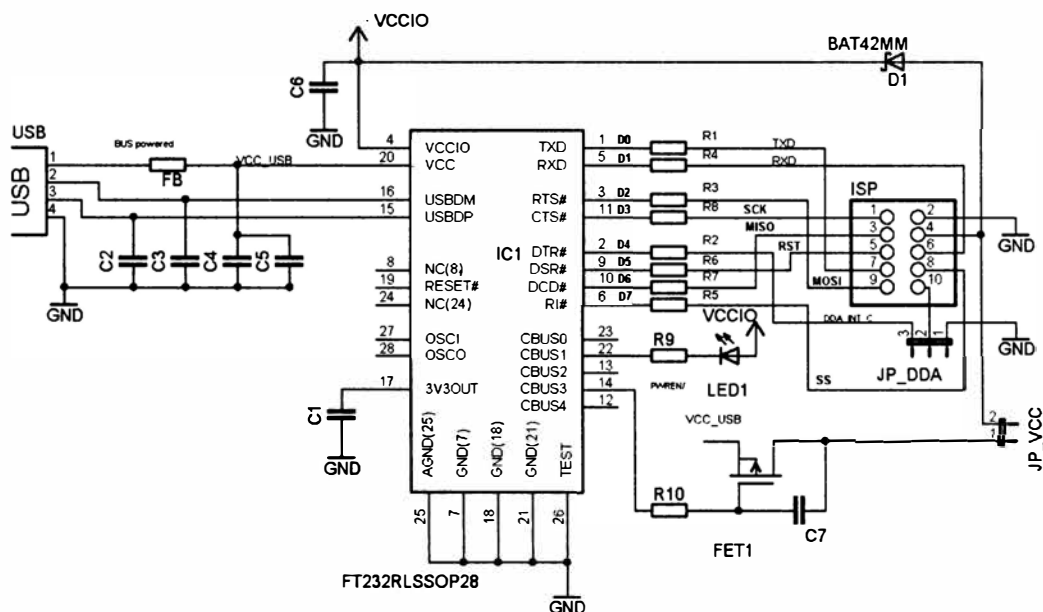 VCCIO
BAT42MM
D1
C6
GND
USB
USB
1
2
3
4
BUS powered
FB
VCC_USB
C2
C3
C4
C5
GND
4 VCCIO
20 VCC
16 USBDM
15 USBDP
8 NC(8)
19 RESET#
24 NC(24)
27 OSCI
28 OSCO
17 3V3OUT
C1
GND
IC1
TXD 1 D0 R1 TXD
RXD 5 D1 R4 RXD
RTS# 3 D2 R3
CTS# 11 D3 R8 SCK
MISO
DTR# 2 D4 R2 RST
DSR# 9 D5 R6
DCD# 10 D6 R7 MOSI
RI# 6 D7 R5
ISP
1 2
3 4
5 6
7 8
9 10
GND
DDA_INT_C
3
2
1
GND
JP_DDA
SS
CBUS0 23
CBUS1 22
CBUS2 13
CBUS3 14
CBUS4 12
R9
VCCIO
LED1
PWREN/
VCC_USB
R10
C7
FET1
2
1
JP_VCC
AGND(25)
GND(7)
GND(18)
GND(21)
TEST
25
7
18
21
26
FT232RLSSOP28
GND